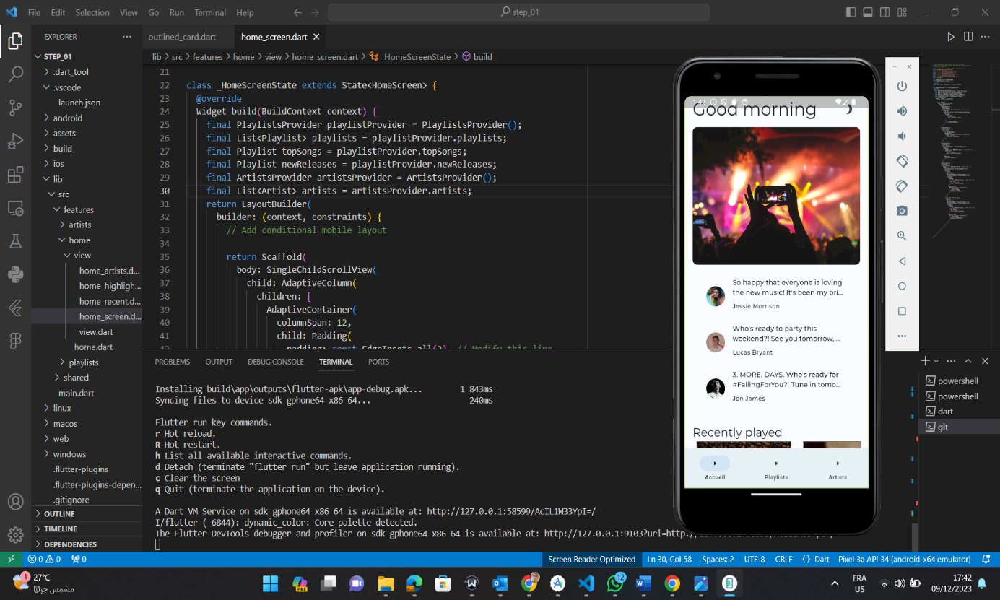 File Edit Selection View Go Run Terminal Help
step_01
EXPLORER
STEP_01
.dart_tool
.vscode
launch.json
android
assets
build
ios
lib
src
features
artists
home
view
home_artists.d...
home_highligh...
home_recent.d...
home_screen.d...
view.dart
home.dart
playlists
shared
main.dart
linux
macos
web
windows
.flutter-plugins
.flutter-plugins-depen...
.gitignore
OUTLINE
TIMELINE
DEPENDENCIES
outlined_card.dart home_screen.dart
lib > src > features > home > view > home_screen.dart > _HomeScreenState > build
21
22 class _HomeScreenState extends State<HomeScreen> {
23 @override
24 Widget build(BuildContext context) {
25 final PlaylistsProvider playlistProvider = PlaylistsProvider();
26 final List<Playlist> playlists = playlistProvider.playlists;
27 final Playlist topSongs = playlistProvider.topSongs;
28 final Playlist newReleases = playlistProvider.newReleases;
29 final ArtistsProvider artistsProvider = ArtistsProvider();
30 final List<Artist> artists = artistsProvider.artists;
31 return LayoutBuilder(
32 builder: (context, constraints) {
33 // Add conditional mobile layout
34
35 return Scaffold(
36 body: SingleChildScrollView(
37 child: AdaptiveColumn(
38 children: [
39 AdaptiveContainer(
40 columnSpan: 12,
41 child: Padding(
padding: const EdgeInsets.all(2), // Modify this line
PROBLEMS OUTPUT DEBUG CONSOLE TERMINAL PORTS
Installing build\app\outputs\flutter-apk\app-debug.apk... 1 843ms
Syncing files to device sdk gphone64 x86 64... 240ms
Flutter run key commands.
r Hot reload.
R Hot restart.
h List all available interactive commands.
d Detach (terminate "flutter run" but leave application running).
c Clear the screen
q Quit (terminate the application on the device).
A Dart VM Service on sdk gphone64 x86 64 is available at: http://127.0.0.1:58599/AcIL1W33YpI=/
I/flutter ( 6844): dynamic_color: Core palette detected.
The Flutter DevTools debugger and profiler on sdk gphone64 x86 64 is available at: http://127.0.0.1:9103?uri=http:/
powershell
powershell
dart
git
1:42
Good morning
So happy that everyone is loving
the new music! It's been my pri...
Jessie Morrison
Who's ready to party this
weekend?! See you tomorrow, ...
Lucas Bryant
3. MORE. DAYS. Who's ready for
#FallingForYou?! Tune in tomo...
Jon James
Recently played
Accueil Playlists Artists
0 0 0
Screen Reader Optimized Ln 30, Col 58 Spaces: 2 UTF-8 CRLF {} Dart Pixel 3a API 34 (android-x64 emulator)
1
27°C
مشمس جزئيًا
PRE
12
FRA
US
17:42
09/12/2023